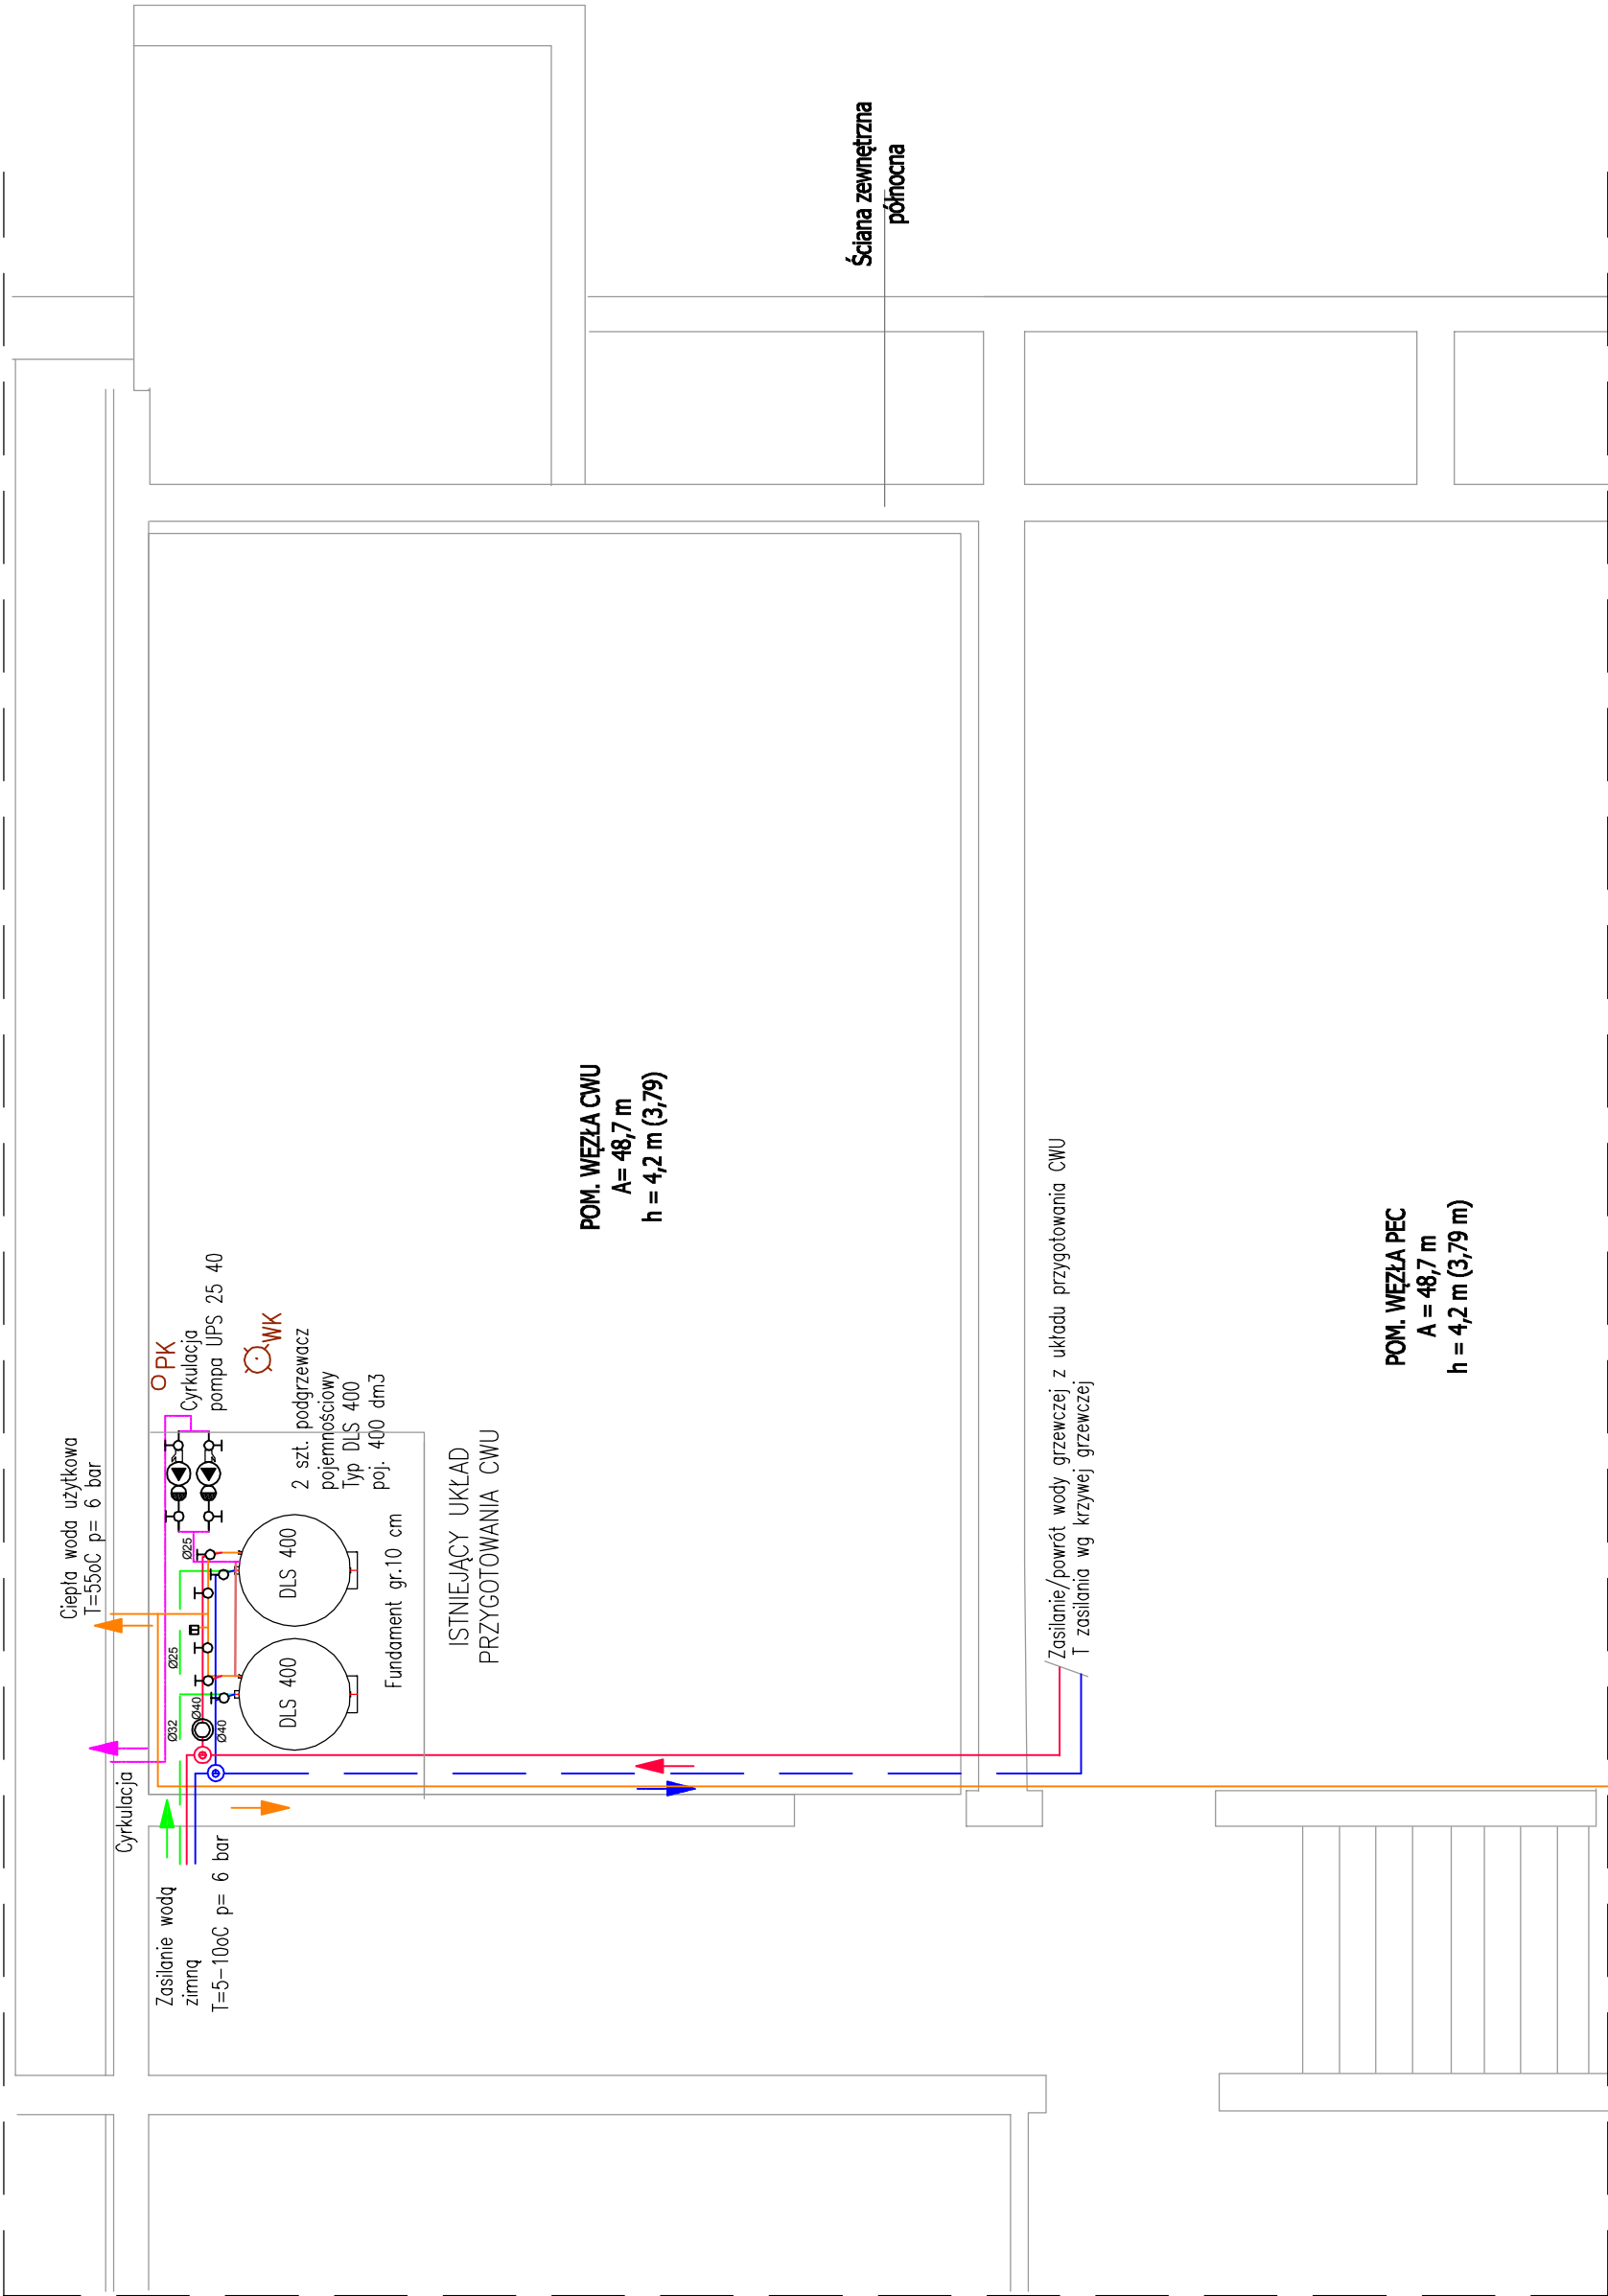 Ściana zewnętrzna
północna
POM. WĘZŁA CWU
A= 48,7 m
h = 4,2 m (3,79)
POM. WĘZŁA PEC
A = 48,7 m
h = 4,2 m (3,79 m)
Ciepła woda użytkowa
T=55oC p= 6 bar
PK
Cyrkulacja
pompa UPS 25 40
WK
2 szt. podgrzewacz
pojemnościowy
Typ DLS 400
poj. 400 dm3
ISTNIEJĄCY UKŁAD
PRZYGOTOWANIA CWU
Fundament gr.10 cm
DLS 400
DLS 400
Ø25
Ø25
Ø32
Ø40
Ø40
Cyrkulacja
Zasilanie wodą
zimną
T=5-10oC p= 6 bar
Zasilanie/powrót wody grzewczej z układu przygotowania CWU
T zasilania wg krzywej grzewczej